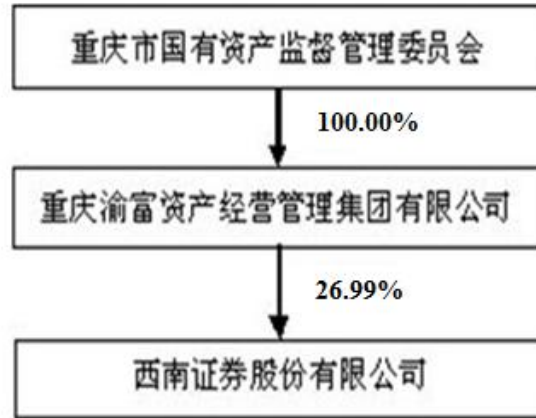 重庆市国有资产监督管理委员会
100.00%
重庆渝富资产经营管理集团有限公司
26.99%
西南证券股份有限公司